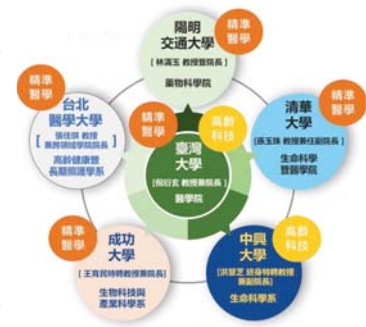 陽明
交通大學
[林滿玉 教授暨院長]
藥物科學院
精準
醫學
精準
醫學
台北
醫學大學
[張佳琪 教授
兼跨領域學院院長]
高齡健康暨
長期照護學系
精準
醫學
高齡
科技
臺灣
大學
[倪衍玄 教授兼院長]
醫學院
精準
醫學
清華
大學
[孫玉珠 教授兼任副院長]
生命科學
暨醫學院
精準
醫學
成功
大學
[王育民特聘教授兼院長]
生物科技與
產業科學系
高齡
科技
中興
大學
[洪慧芝 終身特聘教授
兼副院長]
生命科學系